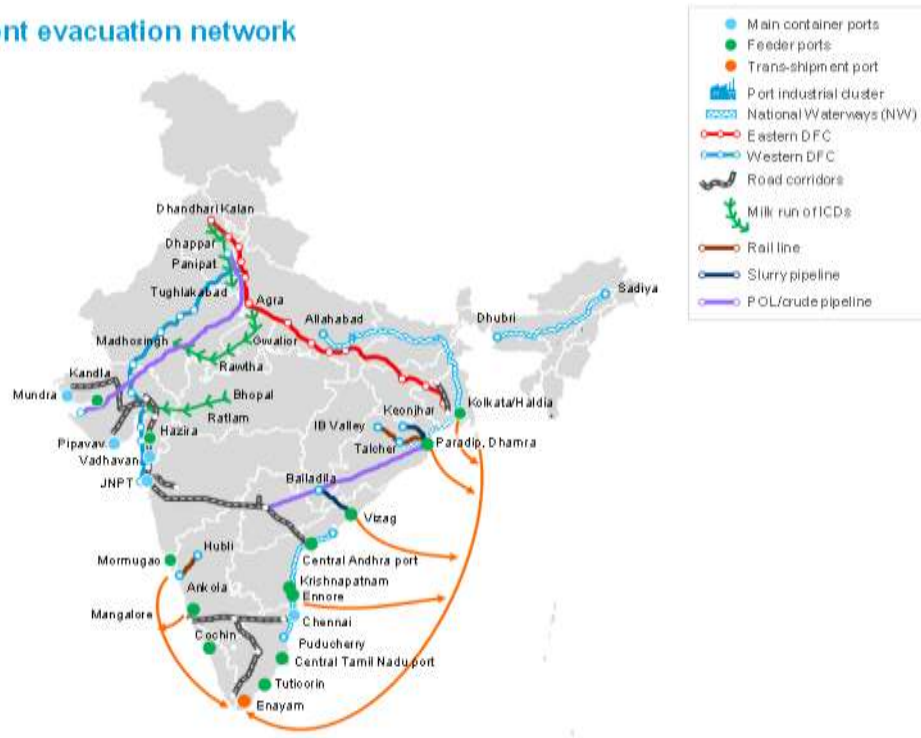 nt evacuation network
Main container ports
Feeder ports
Trans-shipment port
Port industrial cluster
National Waterways (NW)
Eastern DFC
Western DFC
Road corridors
Milk run of ICDs
Rail line
Slurry pipeline
POL/crude pipeline
Dhandhari Kalan
Dhappar
Panipat
Tughlakabad
Agra
Sadiya
Allahabad
Dhubri
Madhosingh
Gwalior
Rawtha
Kandla
Mundra
Bhopal
Ratlam
Kolkata/Haldia
Keonjhar
IB Valley
Hazira
Pipavav
Talcher
Paradip, Dhamra
Vadhavan
JNPT
Bailadila
Vizag
Hubli
Mormugao
Central Andhra port
Krishnapatnam
Ankola
Ennore
Mangalore
Chennai
Cochin
Puducherry
Central Tamil Nadu port
Tuticorin
Enayam